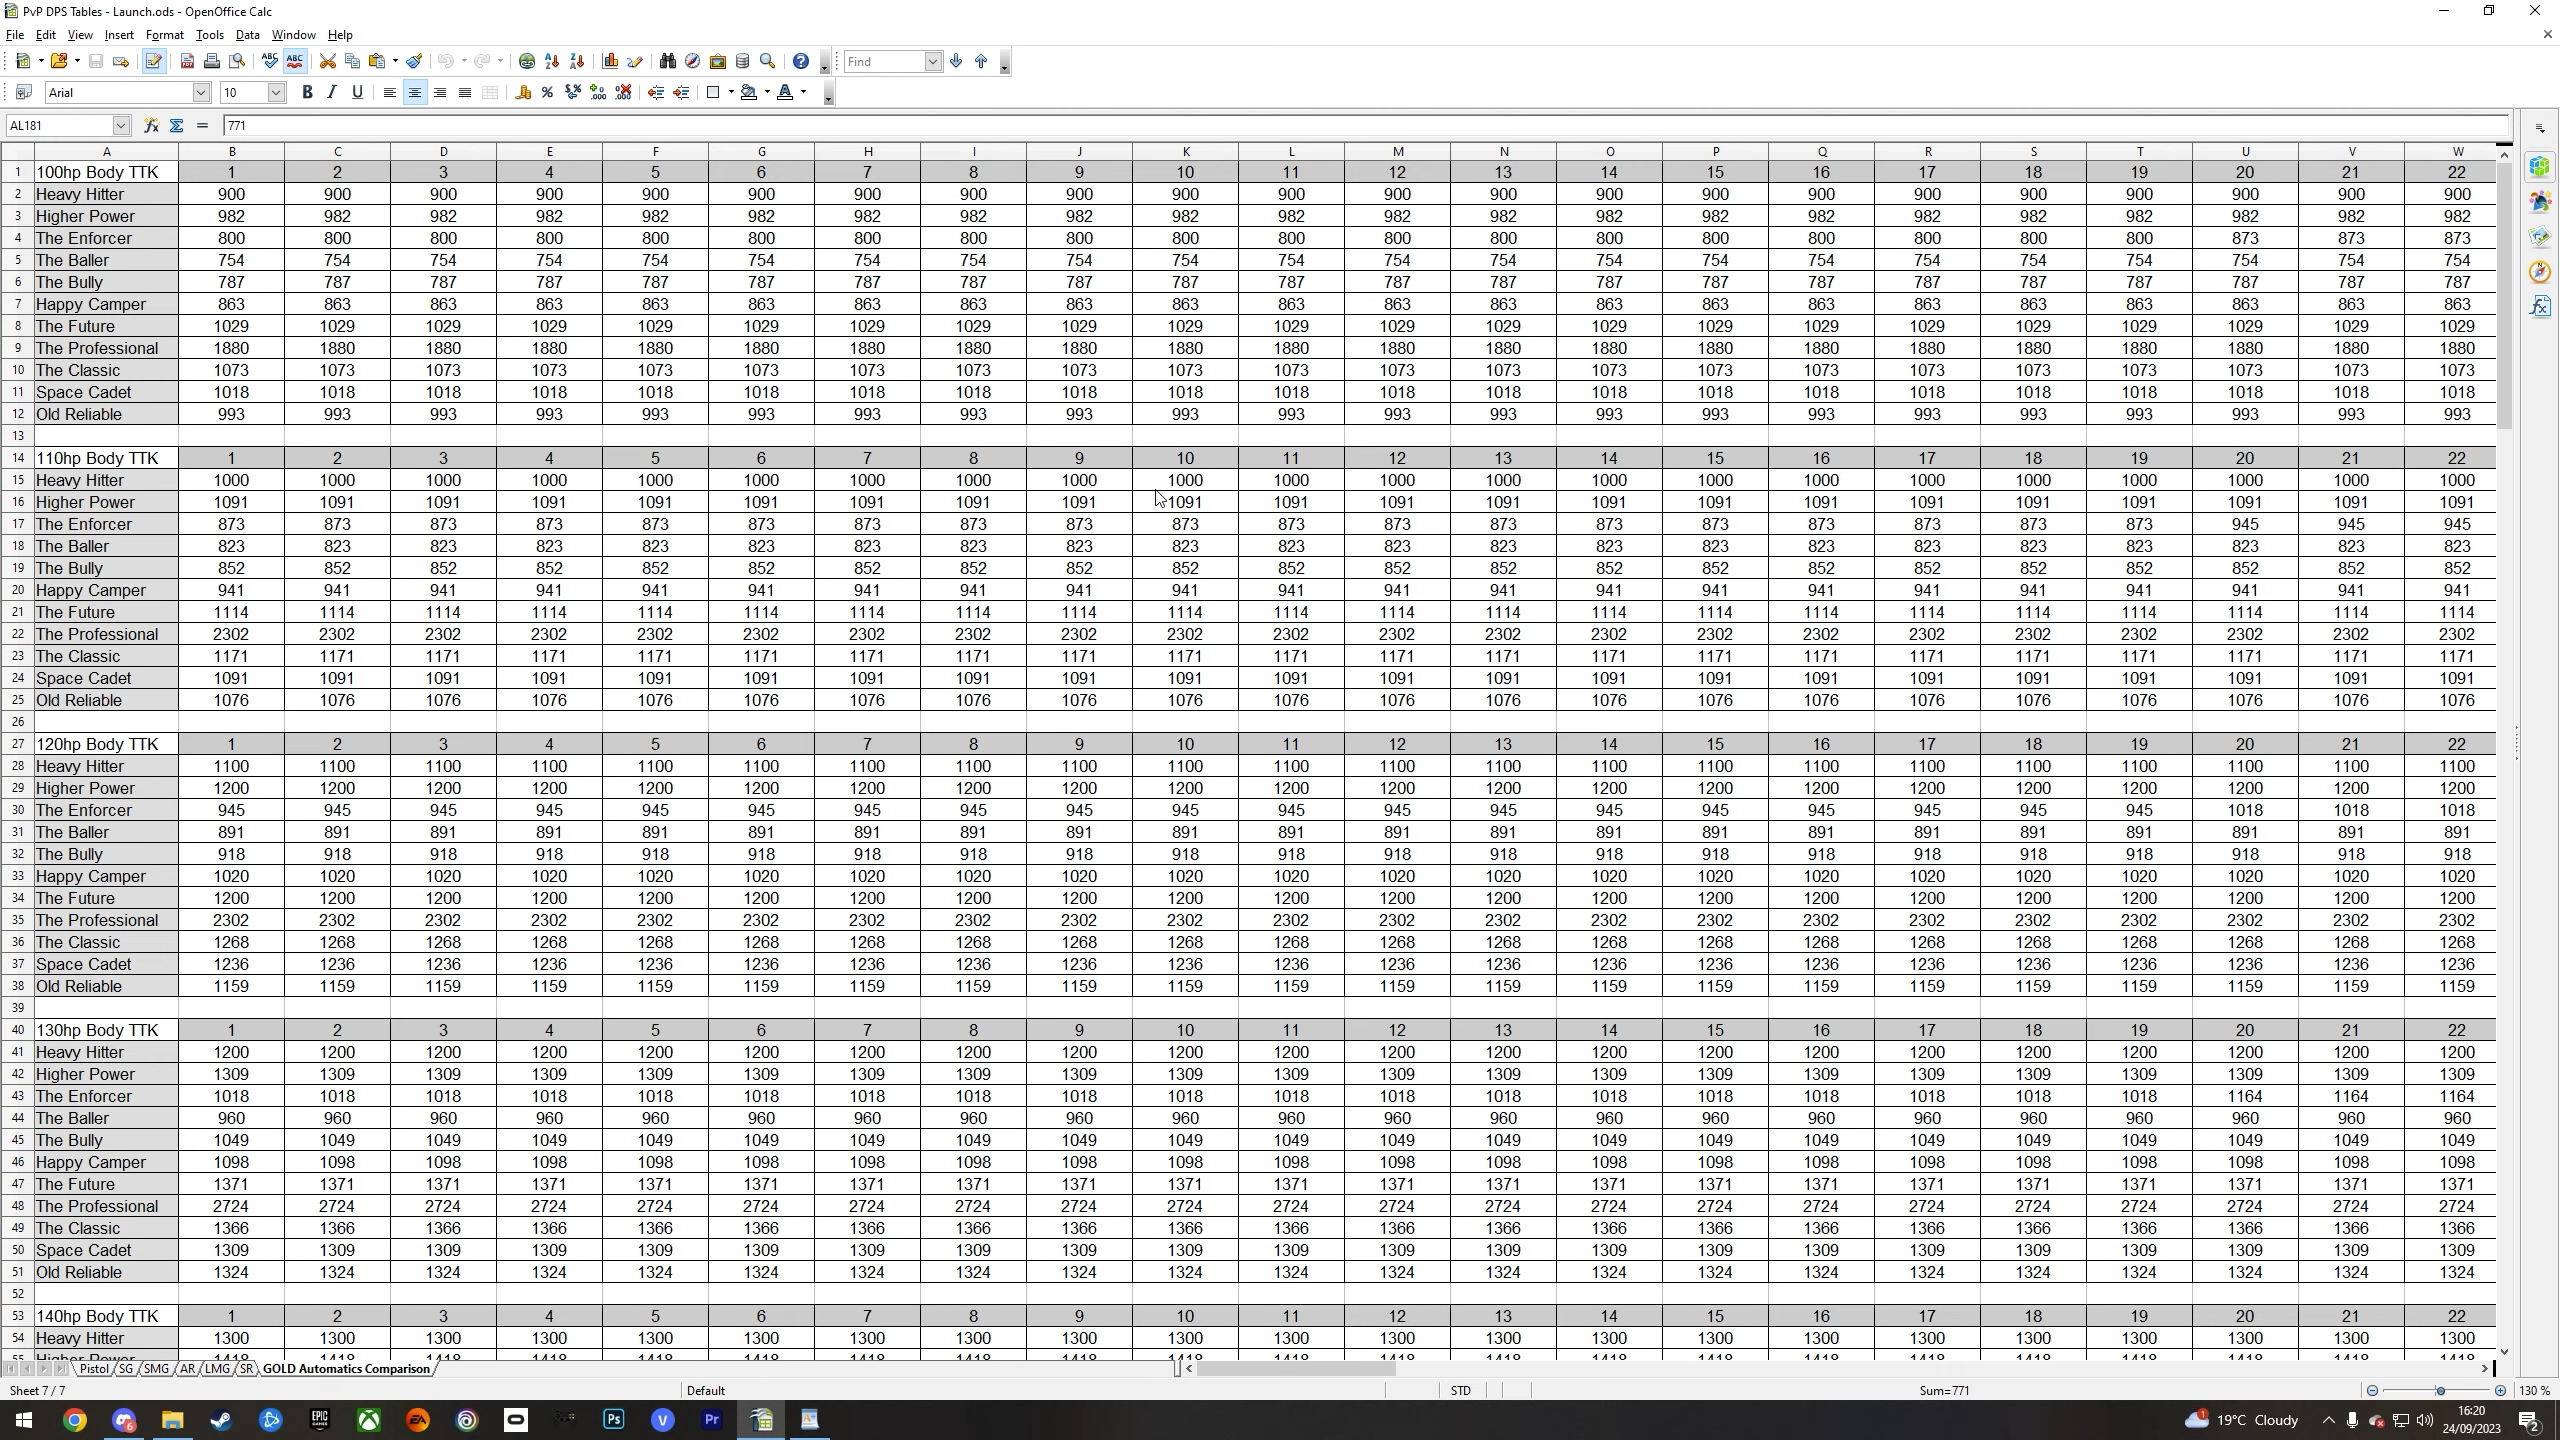 PvP DPS Tables - Launch.ods - OpenOffice Calc
File Edit View Insert Format Tools Data Window Help
Find
Arial 10
AL181 771
A B C D E F G H I J K L M N O P Q R S T U V W
1 100hp Body TTK 1 2 3 4 5 6 7 8 9 10 11 12 13 14 15 16 17 18 19 20 21 22
2 Heavy Hitter 900 900 900 900 900 900 900 900 900 900 900 900 900 900 900 900 900 900 900 900 900 900
3 Higher Power 982 982 982 982 982 982 982 982 982 982 982 982 982 982 982 982 982 982 982 982 982 982
4 The Enforcer 800 800 800 800 800 800 800 800 800 800 800 800 800 800 800 800 800 800 800 873 873 873
5 The Baller 754 754 754 754 754 754 754 754 754 754 754 754 754 754 754 754 754 754 754 754 754 754
6 The Bully 787 787 787 787 787 787 787 787 787 787 787 787 787 787 787 787 787 787 787 787 787 787
7 Happy Camper 863 863 863 863 863 863 863 863 863 863 863 863 863 863 863 863 863 863 863 863 863 863
8 The Future 1029 1029 1029 1029 1029 1029 1029 1029 1029 1029 1029 1029 1029 1029 1029 1029 1029 1029 1029 1029 1029 1029
9 The Professional 1880 1880 1880 1880 1880 1880 1880 1880 1880 1880 1880 1880 1880 1880 1880 1880 1880 1880 1880 1880 1880 1880
10 The Classic 1073 1073 1073 1073 1073 1073 1073 1073 1073 1073 1073 1073 1073 1073 1073 1073 1073 1073 1073 1073 1073 1073
11 Space Cadet 1018 1018 1018 1018 1018 1018 1018 1018 1018 1018 1018 1018 1018 1018 1018 1018 1018 1018 1018 1018 1018 1018
12 Old Reliable 993 993 993 993 993 993 993 993 993 993 993 993 993 993 993 993 993 993 993 993 993 993
13
14 110hp Body TTK 1 2 3 4 5 6 7 8 9 10 11 12 13 14 15 16 17 18 19 20 21 22
15 Heavy Hitter 1000 1000 1000 1000 1000 1000 1000 1000 1000 1000 1000 1000 1000 1000 1000 1000 1000 1000 1000 1000 1000 1000
16 Higher Power 1091 1091 1091 1091 1091 1091 1091 1091 1091 1091 1091 1091 1091 1091 1091 1091 1091 1091 1091 1091 1091 1091
17 The Enforcer 873 873 873 873 873 873 873 873 873 873 873 873 873 873 873 873 873 873 873 945 945 945
18 The Baller 823 823 823 823 823 823 823 823 823 823 823 823 823 823 823 823 823 823 823 823 823 823
19 The Bully 852 852 852 852 852 852 852 852 852 852 852 852 852 852 852 852 852 852 852 852 852 852
20 Happy Camper 941 941 941 941 941 941 941 941 941 941 941 941 941 941 941 941 941 941 941 941 941 941
21 The Future 1114 1114 1114 1114 1114 1114 1114 1114 1114 1114 1114 1114 1114 1114 1114 1114 1114 1114 1114 1114 1114 1114
22 The Professional 2302 2302 2302 2302 2302 2302 2302 2302 2302 2302 2302 2302 2302 2302 2302 2302 2302 2302 2302 2302 2302 2302
23 The Classic 1171 1171 1171 1171 1171 1171 1171 1171 1171 1171 1171 1171 1171 1171 1171 1171 1171 1171 1171 1171 1171 1171
24 Space Cadet 1091 1091 1091 1091 1091 1091 1091 1091 1091 1091 1091 1091 1091 1091 1091 1091 1091 1091 1091 1091 1091 1091
25 Old Reliable 1076 1076 1076 1076 1076 1076 1076 1076 1076 1076 1076 1076 1076 1076 1076 1076 1076 1076 1076 1076 1076 1076
26
27 120hp Body TTK 1 2 3 4 5 6 7 8 9 10 11 12 13 14 15 16 17 18 19 20 21 22
28 Heavy Hitter 1100 1100 1100 1100 1100 1100 1100 1100 1100 1100 1100 1100 1100 1100 1100 1100 1100 1100 1100 1100 1100 1100
29 Higher Power 1200 1200 1200 1200 1200 1200 1200 1200 1200 1200 1200 1200 1200 1200 1200 1200 1200 1200 1200 1200 1200 1200
30 The Enforcer 945 945 945 945 945 945 945 945 945 945 945 945 945 945 945 945 945 945 945 1018 1018 1018
31 The Baller 891 891 891 891 891 891 891 891 891 891 891 891 891 891 891 891 891 891 891 891 891 891
32 The Bully 918 918 918 918 918 918 918 918 918 918 918 918 918 918 918 918 918 918 918 918 918 918
33 Happy Camper 1020 1020 1020 1020 1020 1020 1020 1020 1020 1020 1020 1020 1020 1020 1020 1020 1020 1020 1020 1020 1020 1020
34 The Future 1200 1200 1200 1200 1200 1200 1200 1200 1200 1200 1200 1200 1200 1200 1200 1200 1200 1200 1200 1200 1200 1200
35 The Professional 2302 2302 2302 2302 2302 2302 2302 2302 2302 2302 2302 2302 2302 2302 2302 2302 2302 2302 2302 2302 2302 2302
36 The Classic 1268 1268 1268 1268 1268 1268 1268 1268 1268 1268 1268 1268 1268 1268 1268 1268 1268 1268 1268 1268 1268 1268
37 Space Cadet 1236 1236 1236 1236 1236 1236 1236 1236 1236 1236 1236 1236 1236 1236 1236 1236 1236 1236 1236 1236 1236 1236
38 Old Reliable 1159 1159 1159 1159 1159 1159 1159 1159 1159 1159 1159 1159 1159 1159 1159 1159 1159 1159 1159 1159 1159 1159
39
40 130hp Body TTK 1 2 3 4 5 6 7 8 9 10 11 12 13 14 15 16 17 18 19 20 21 22
41 Heavy Hitter 1200 1200 1200 1200 1200 1200 1200 1200 1200 1200 1200 1200 1200 1200 1200 1200 1200 1200 1200 1200 1200 1200
42 Higher Power 1309 1309 1309 1309 1309 1309 1309 1309 1309 1309 1309 1309 1309 1309 1309 1309 1309 1309 1309 1309 1309 1309
43 The Enforcer 1018 1018 1018 1018 1018 1018 1018 1018 1018 1018 1018 1018 1018 1018 1018 1018 1018 1018 1018 1164 1164 1164
44 The Baller 960 960 960 960 960 960 960 960 960 960 960 960 960 960 960 960 960 960 960 960 960 960
45 The Bully 1049 1049 1049 1049 1049 1049 1049 1049 1049 1049 1049 1049 1049 1049 1049 1049 1049 1049 1049 1049 1049 1049
46 Happy Camper 1098 1098 1098 1098 1098 1098 1098 1098 1098 1098 1098 1098 1098 1098 1098 1098 1098 1098 1098 1098 1098 1098
47 The Future 1371 1371 1371 1371 1371 1371 1371 1371 1371 1371 1371 1371 1371 1371 1371 1371 1371 1371 1371 1371 1371 1371
48 The Professional 2724 2724 2724 2724 2724 2724 2724 2724 2724 2724 2724 2724 2724 2724 2724 2724 2724 2724 2724 2724 2724 2724
49 The Classic 1366 1366 1366 1366 1366 1366 1366 1366 1366 1366 1366 1366 1366 1366 1366 1366 1366 1366 1366 1366 1366 1366
50 Space Cadet 1309 1309 1309 1309 1309 1309 1309 1309 1309 1309 1309 1309 1309 1309 1309 1309 1309 1309 1309 1309 1309 1309
51 Old Reliable 1324 1324 1324 1324 1324 1324 1324 1324 1324 1324 1324 1324 1324 1324 1324 1324 1324 1324 1324 1324 1324 1324
52
53 140hp Body TTK 1 2 3 4 5 6 7 8 9 10 11 12 13 14 15 16 17 18 19 20 21 22
54 Heavy Hitter 1300 1300 1300 1300 1300 1300 1300 1300 1300 1300 1300 1300 1300 1300 1300 1300 1300 1300 1300 1300 1300 1300
Pistol SG SMG AR LMG SR GOLD Automatics Comparison
Sheet 7 / 7 Default STD Sum=771 130 %
19°C Cloudy 16:20
24/09/2023